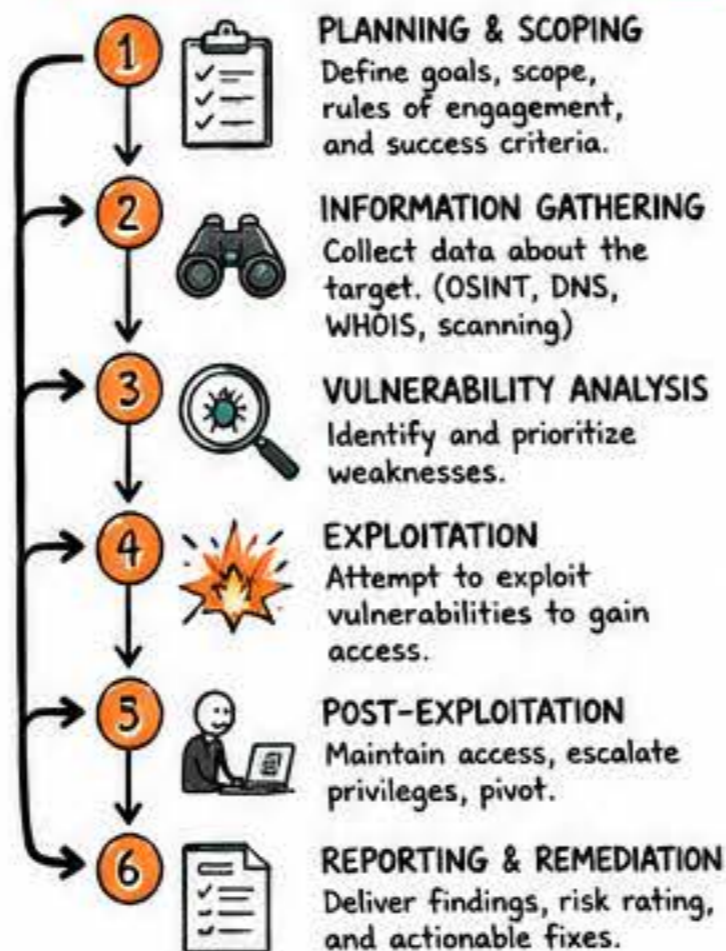 1
PLANNING & SCOPING
Define goals, scope,
rules of engagement,
and success criteria.
2
INFORMATION GATHERING
Collect data about the
target. (OSINT, DNS,
WHOIS, scanning)
3
VULNERABILITY ANALYSIS
Identify and prioritize
weaknesses.
4
EXPLOITATION
Attempt to exploit
vulnerabilities to gain
access.
5
POST-EXPLOITATION
Maintain access, escalate
privileges, pivot.
6
REPORTING & REMEDIATION
Deliver findings, risk rating,
and actionable fixes.